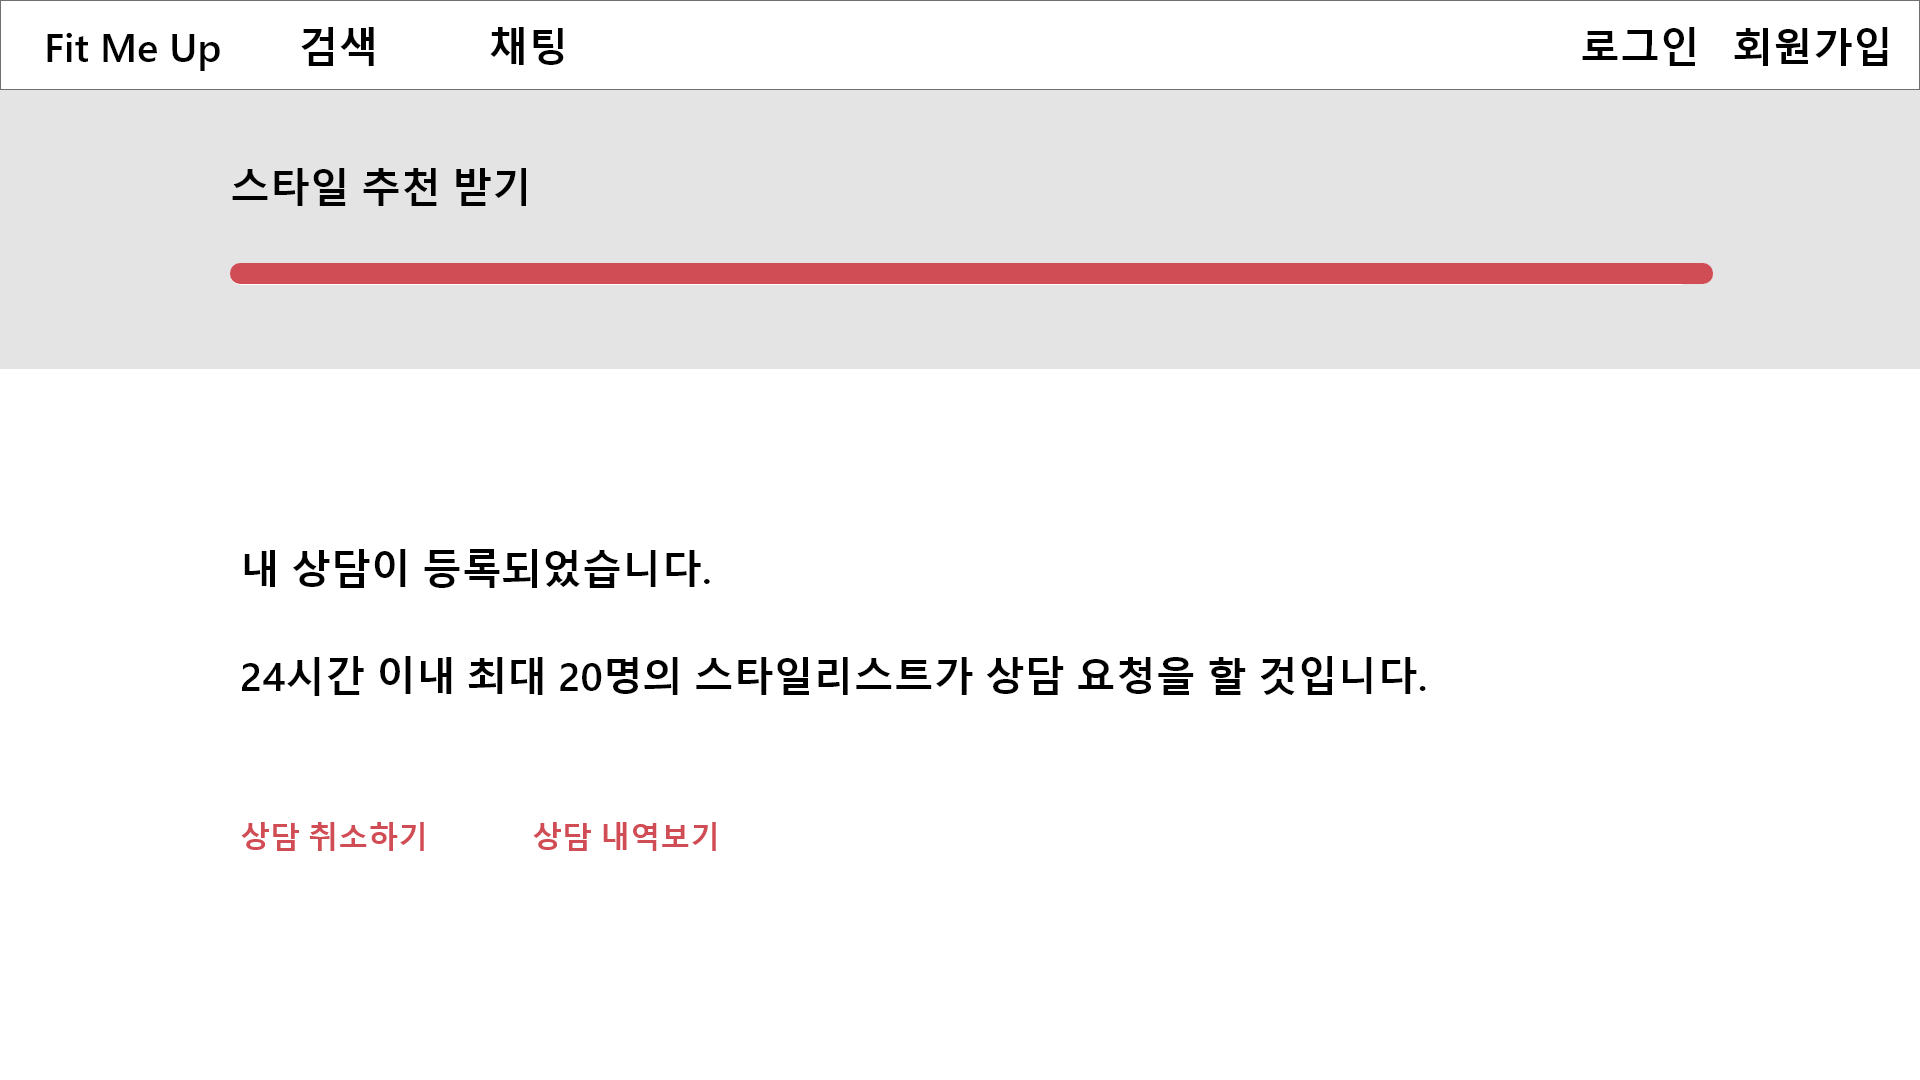 Fit Me Up 검색 채팅 로그인 회원가입
스타일 추천 받기
내 상담이 등록되었습니다.
24시간 이내 최대 20명의 스타일리스트가 상담 요청을 할 것입니다.
상담 취소하기 상담 내역보기